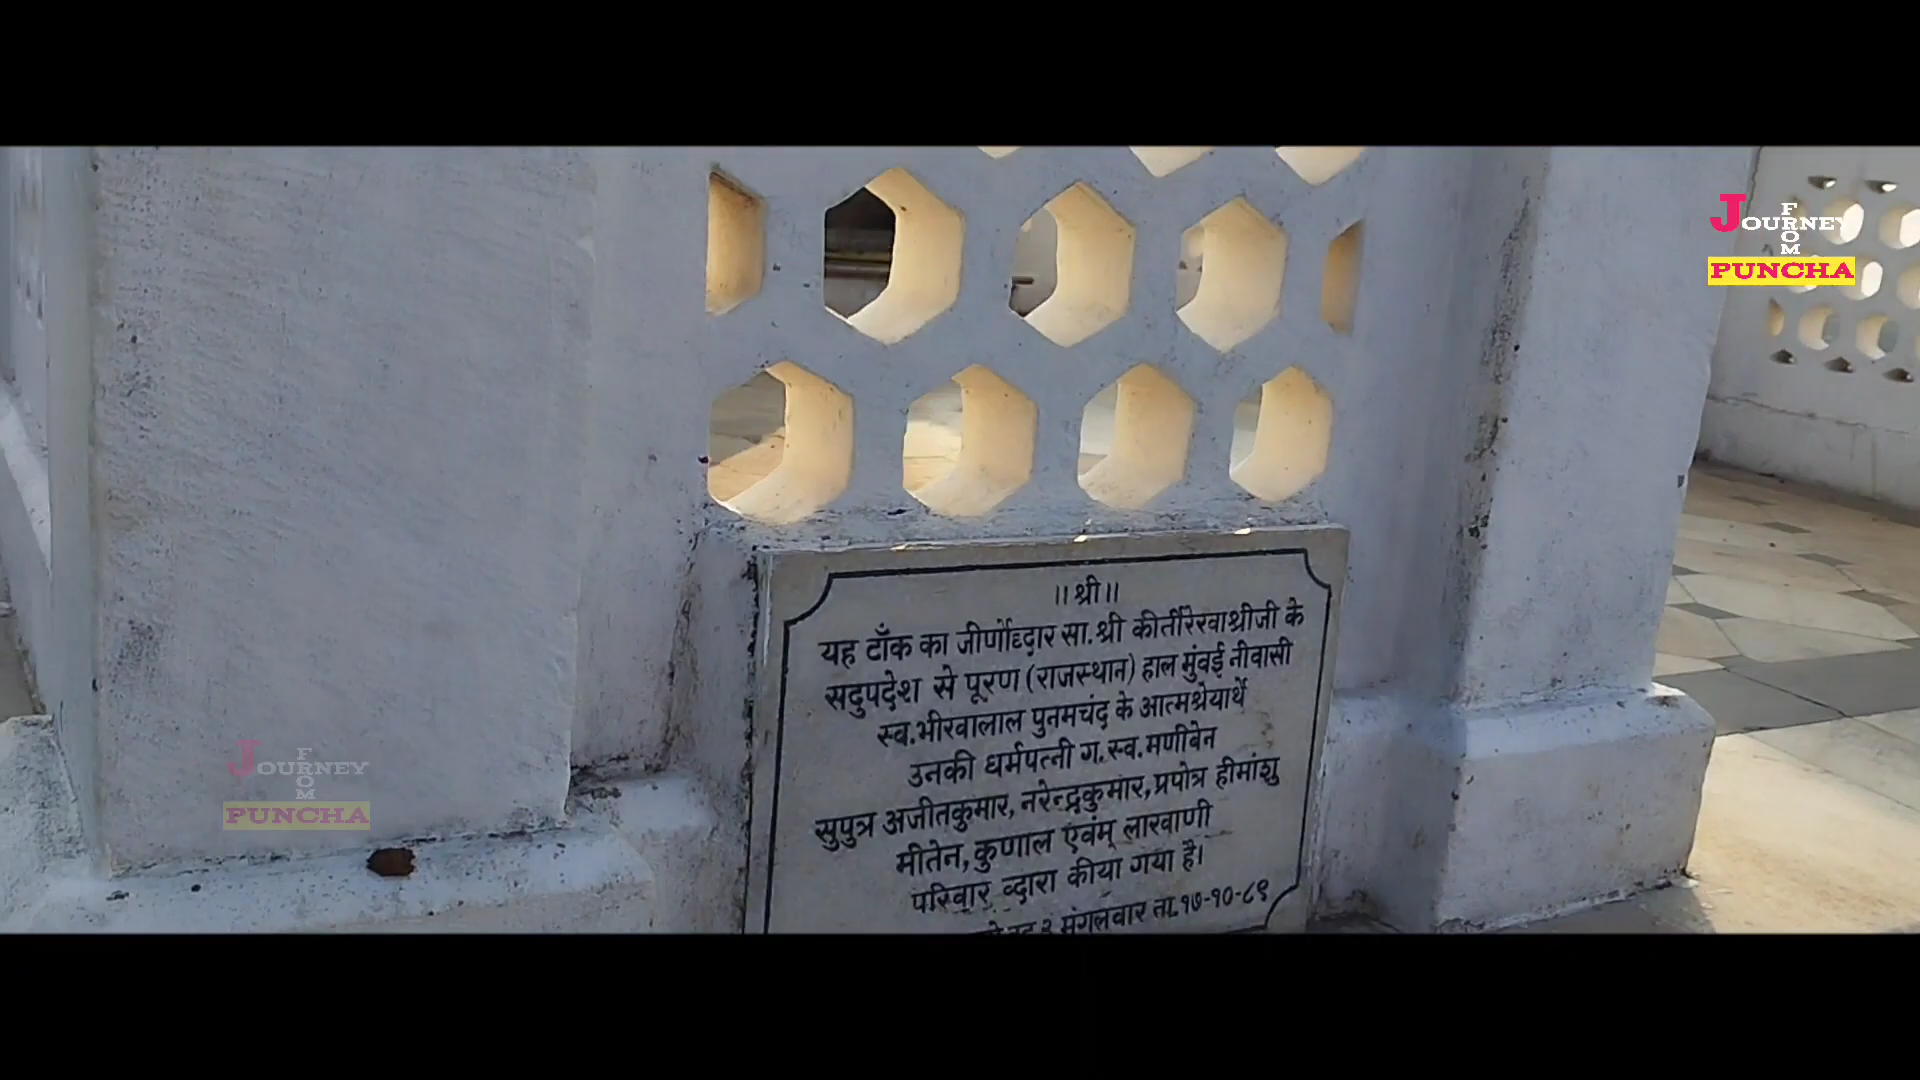 ।। श्री ।।
यह टाँक का जीर्णोध्दार सा. श्री कीर्तीरेखाश्रीजी के
सदुपदेश से पूरण (राजस्थान) हाल मुंबई नीवासी
स्व. भीखालाल पुनमचंद के आत्मश्रेयार्थे
उनकी धर्मपत्नी ग. स्व. मणीबेन
सुपुत्र अजीतकुमार, नरेन्द्रकुमार, प्रपोत्र हीमांशु
मीतेन, कुणाल एवंम् लाखाणी
परिवार व्दारा कीया गया है।
मंगलवार ता. १७-१०-८९
JOURNEY
FROM
PUNCHA
JOURNEY
FROM
PUNCHA